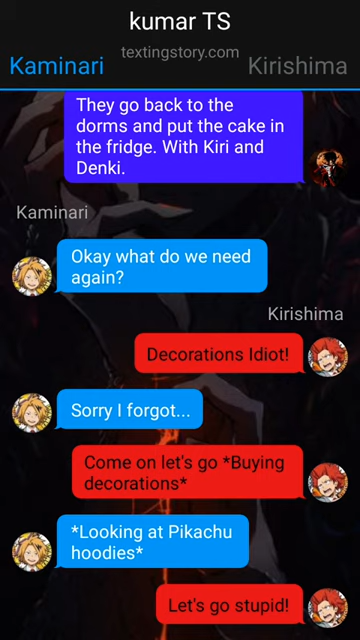 kumar TS
textingstory.com
Kaminari
Kirishima
They go back to the
dorms and put the cake in
the fridge. With Kiri and
Denki.
Kaminari
Okay what do we need
again?
Kirishima
Decorations Idiot!
Sorry I forgot...
Come on let's go *Buying
decorations*
*Looking at Pikachu
hoodies*
Let's go stupid!